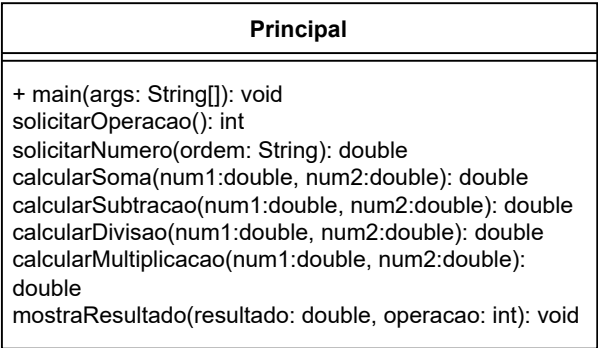 Principal
+ main(args: String[]): void
solicitarOperacao(): int
solicitarNumero(ordem: String): double
calcularSoma(num1:double, num2:double): double
calcularSubtracao(num1:double, num2:double): double
calcularDivisao(num1:double, num2:double): double
calcularMultiplicacao(num1:double, num2:double):
double
mostraResultado(resultado: double, operacao: int): void